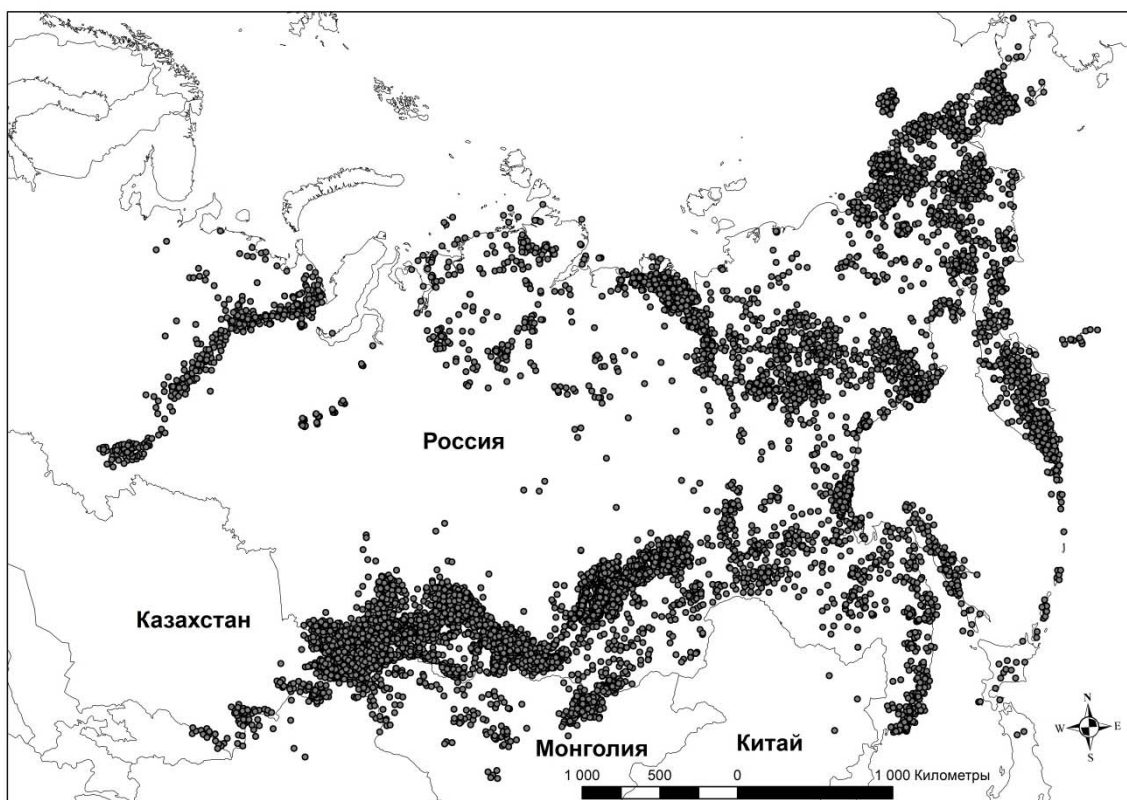 Россия
Казахстан
Монголия
Китай
N
W E
S
1 000 500 0 1 000 Километры